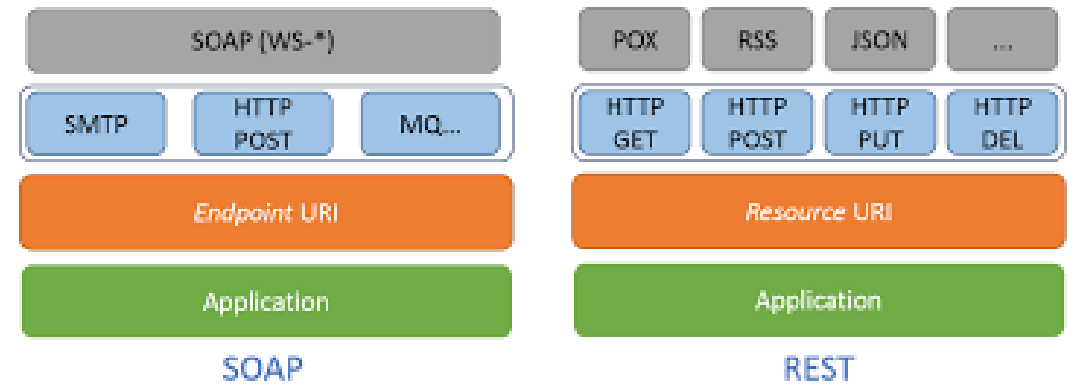 SOAP (WS-*)
SMTP
HTTP
POST
MQ...
Endpoint URI
Application
SOAP
POX
RSS
JSON
...
HTTP
GET
HTTP
POST
HTTP
PUT
HTTP
DEL
Resource URI
Application
REST